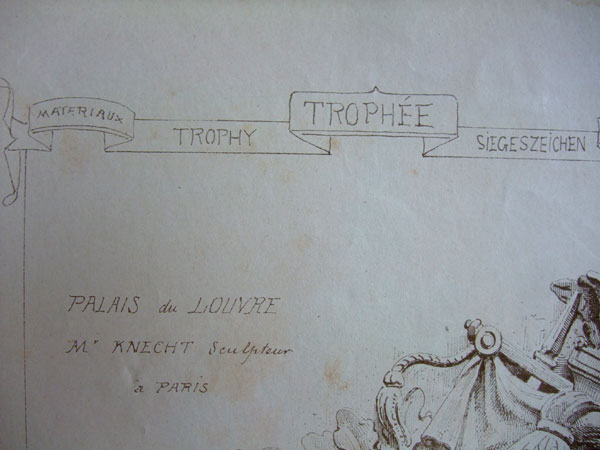 MATERIAUX
TROPHY
TROPHÉE
SIEGESZEICHEN
PALAIS du LOUVRE
Mr KNECHT Sculpteur
à PARIS